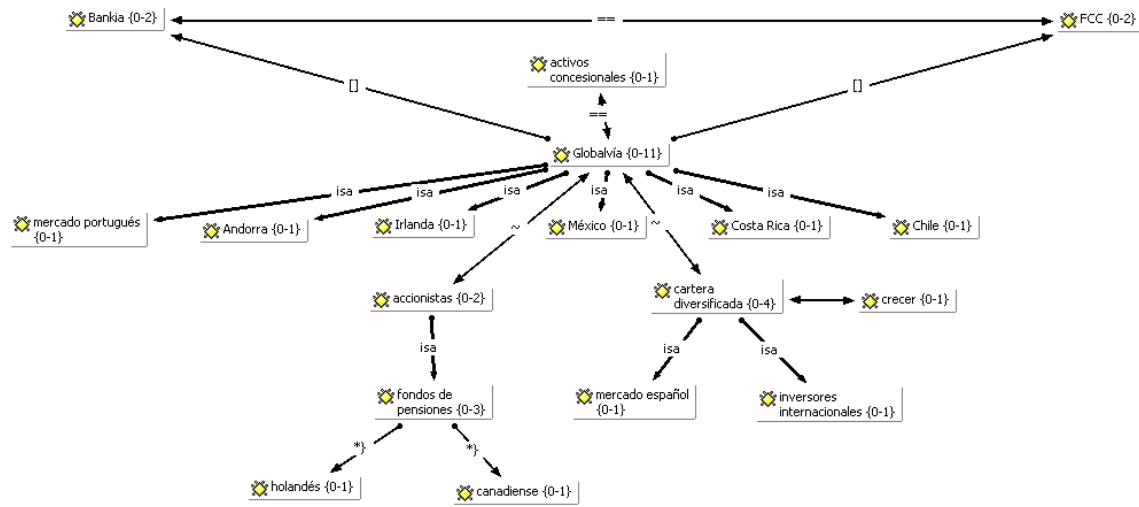 Bankia {0-2}
==
FCC {0-2}
activos
concesionales {0-1}
[]
[]
==
Globalvía {0-11}
isa
isa
isa
isa
isa
isa
mercado portugués
{0-1}
Andorra {0-1}
Irlanda {0-1}
México {0-1}
Costa Rica {0-1}
Chile {0-1}
~
~
accionistas {0-2}
cartera
diversificada {0-4}
crecer {0-1}
isa
isa
isa
fondos de
pensiones {0-3}
mercado español
{0-1}
inversores
internacionales {0-1}
*}
*}
holandés {0-1}
canadiense {0-1}